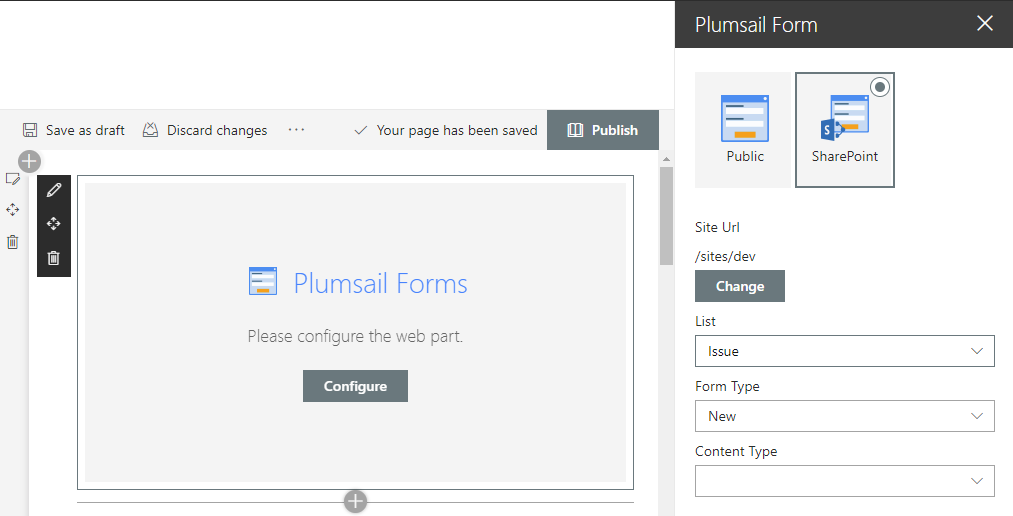 Plumsail Form
Public
SharePoint
Save as draft Discard changes ··· Your page has been saved Publish
Plumsail Forms
Please configure the web part.
Configure
Site Url
/sites/dev
Change
List
Issue
Form Type
New
Content Type